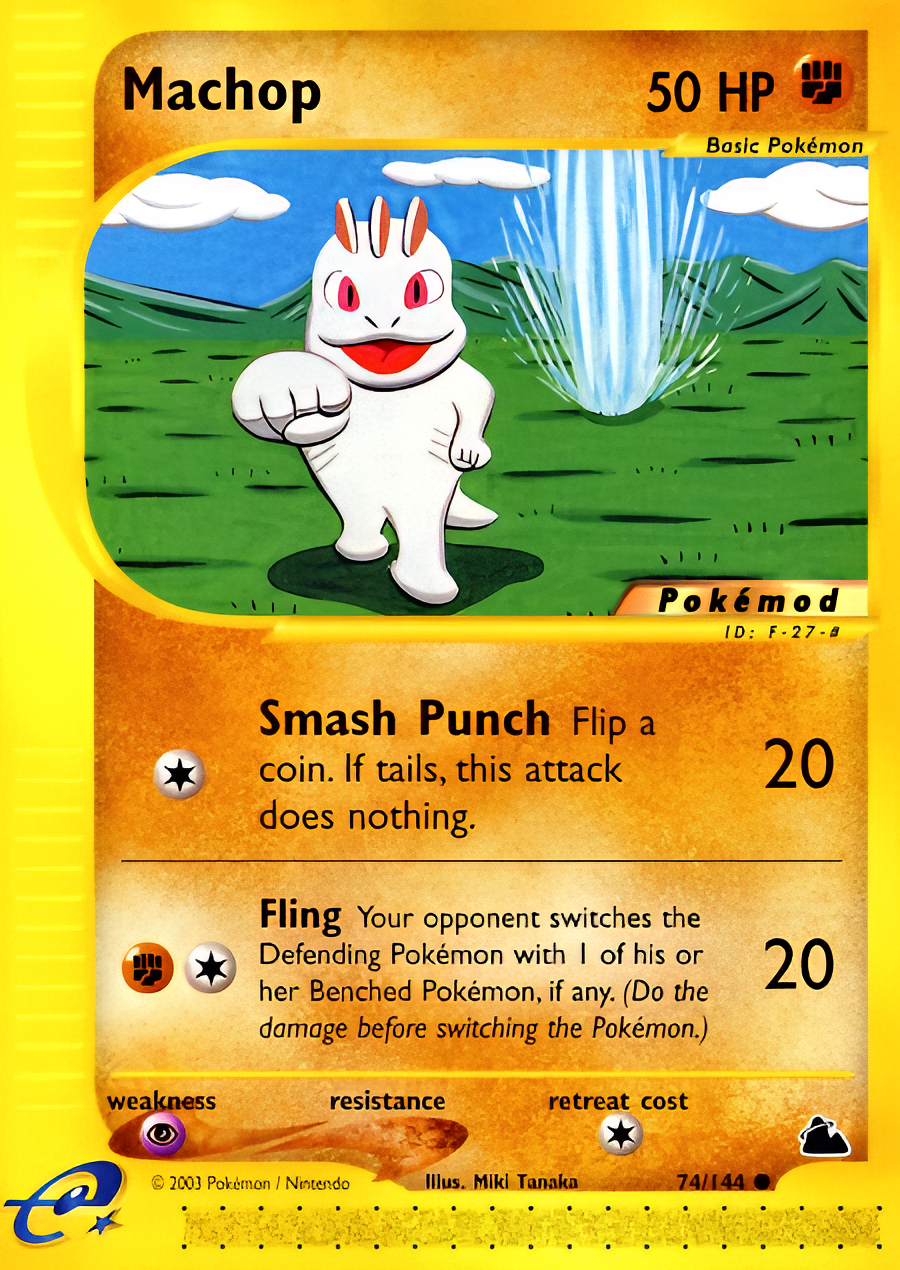 Machop 50 HP
Basic Pokémon
Pokémod
ID: F-27-#
Smash Punch Flip a
coin. If tails, this attack 20
does nothing.
Fling Your opponent switches the
Defending Pokémon with 1 of his or 20
her Benched Pokémon, if any. (Do the
damage before switching the Pokémon.)
weakness resistance retreat cost
© 2003 Pokémon / Nintendo Illus. Miki Tanaka 74/144
e